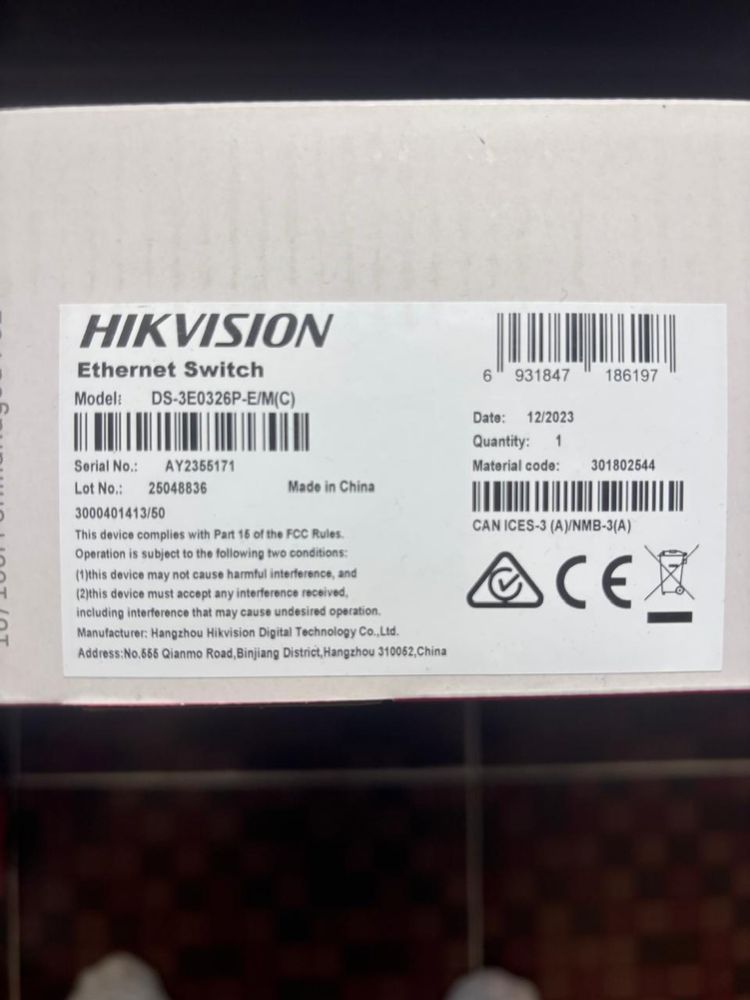 HIKVISION
Ethernet Switch
Model: DS-3E0326P-E/M(C)
Serial No.: AY2355171
Lot No.: 25048836 Made in China
3000401413/50
This device complies with Part 15 of the FCC Rules.
Operation is subject to the following two conditions:
(1)this device may not cause harmful interference, and
(2)this device must accept any interference received,
including interference that may cause undesired operation.
Manufacturer: Hangzhou Hikvision Digital Technology Co.,Ltd.
Address:No.555 Qianmo Road,Binjiang District,Hangzhou 310052,China
6 931847 186197
Date: 12/2023
Quantity: 1
Material code: 301802544
CAN ICES-3 (A)/NMB-3(A)
CE